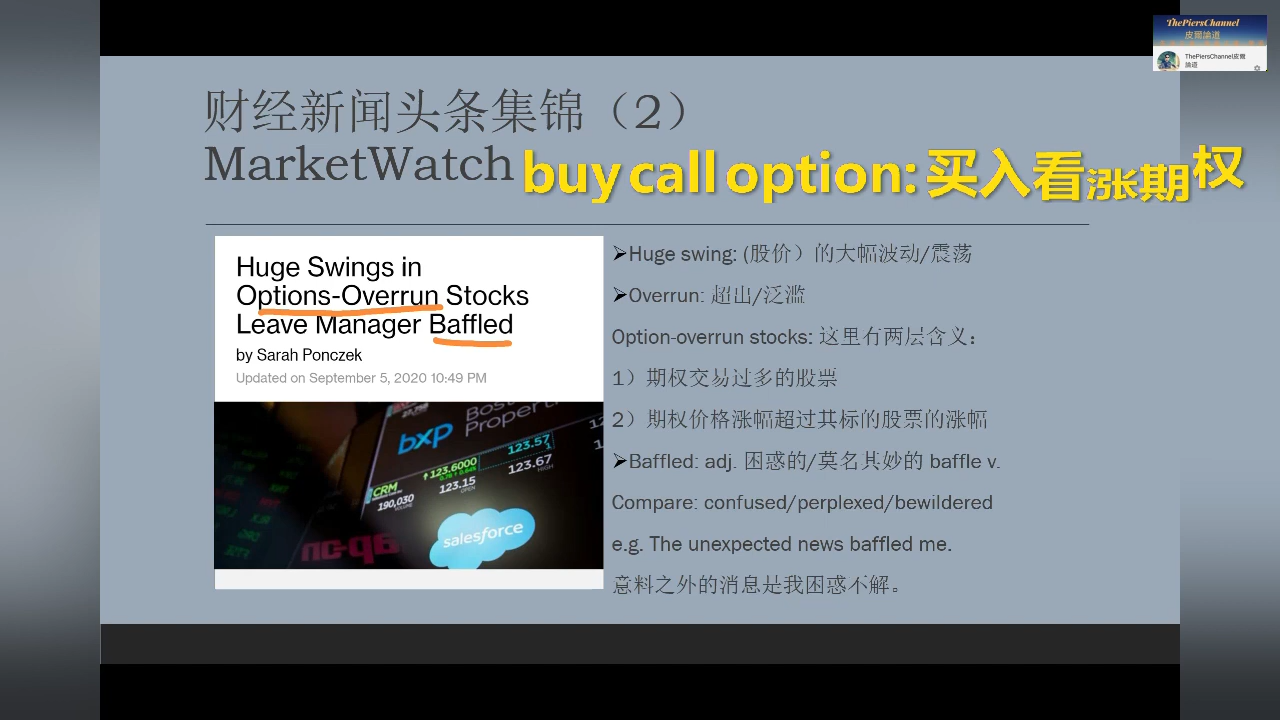 ThePiersChannel
皮爾論道
ThePiersChannel皮爾
論道
财经新闻头条集锦（2）
MarketWatch
buy call option: 买入看涨期权
Huge Swings in
Options-Overrun Stocks
Leave Manager Baffled
by Sarah Ponczek
Updated on September 5, 2020 10:49 PM
bxp
Propert
123.57
123.6000
123.67
HIGH
CRM
123.15
OPEN
190,030
VOLUME
salesforce
➢Huge swing: (股价）的大幅波动/震荡
➢Overrun: 超出/泛滥
Option-overrun stocks: 这里有两层含义：
1）期权交易过多的股票
2）期权价格涨幅超过其标的股票的涨幅
➢Baffled: adj. 困惑的/莫名其妙的 baffle v.
Compare: confused/perplexed/bewildered
e.g. The unexpected news baffled me.
意料之外的消息是我困惑不解。